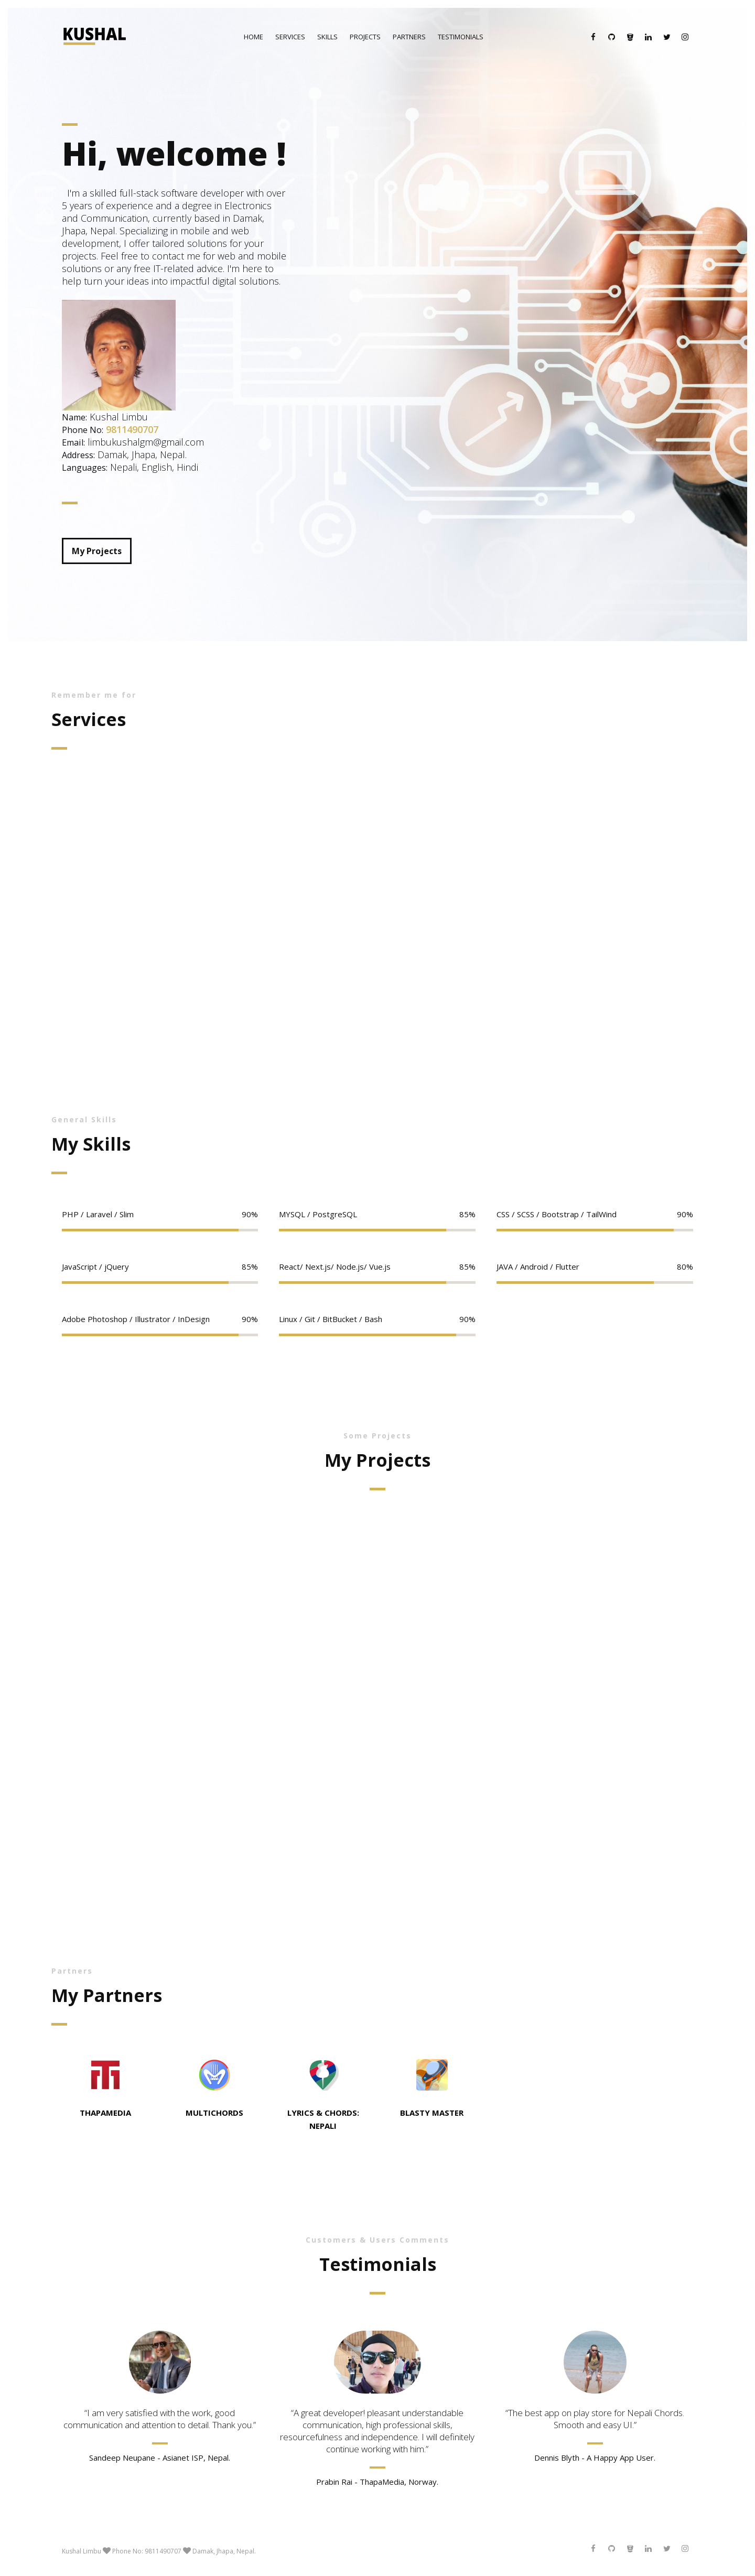 KUSHAL
HOME SERVICES SKILLS PROJECTS PARTNERS TESTIMONIALS
Hi, welcome !
I'm a skilled full-stack software developer with over
5 years of experience and a degree in Electronics
and Communication, currently based in Damak,
Jhapa, Nepal. Specializing in mobile and web
development, I offer tailored solutions for your
projects. Feel free to contact me for web and mobile
solutions or any free IT-related advice. I'm here to
help turn your ideas into impactful digital solutions.
Name: Kushal Limbu
Phone No: 9811490707
Email: limbukushalgm@gmail.com
Address: Damak, Jhapa, Nepal.
Languages: Nepali, English, Hindi
My Projects
Remember me for
Services
General Skills
My Skills
PHP / Laravel / Slim 90%
MYSQL / PostgreSQL 85%
CSS / SCSS / Bootstrap / TailWind 90%
JavaScript / jQuery 85%
React/ Next.js/ Node.js/ Vue.js 85%
JAVA / Android / Flutter 80%
Adobe Photoshop / Illustrator / InDesign 90%
Linux / Git / BitBucket / Bash 90%
Some Projects
My Projects
Partners
My Partners
THAPAMEDIA
MULTICHORDS
LYRICS & CHORDS:
NEPALI
BLASTY MASTER
Customers & Users Comments
Testimonials
“I am very satisfied with the work, good
communication and attention to detail. Thank you.”
Sandeep Neupane - Asianet ISP, Nepal.
“A great developer! pleasant understandable
communication, high professional skills,
resourcefulness and independence. I will definitely
continue working with him.”
Prabin Rai - ThapaMedia, Norway.
“The best app on play store for Nepali Chords.
Smooth and easy U.I.”
Dennis Blyth - A Happy App User.
Kushal Limbu Phone No: 9811490707 Damak, Jhapa, Nepal.